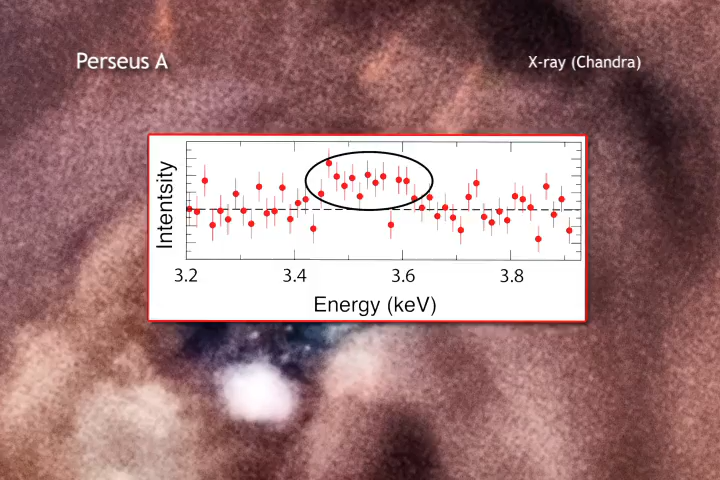 Perseus A
X-ray (Chandra)
Intentsity
3.2 3.4 3.6 3.8
Energy (keV)